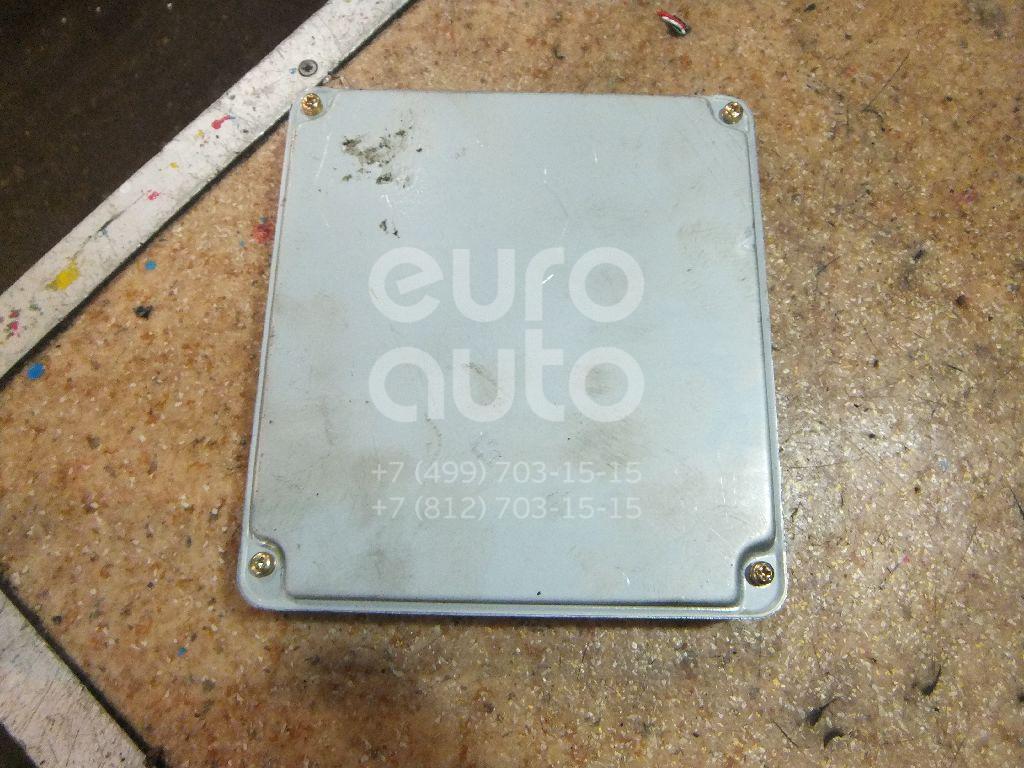 euro
auto
+7 (499) 703-15-15
+7 (812) 703-15-15